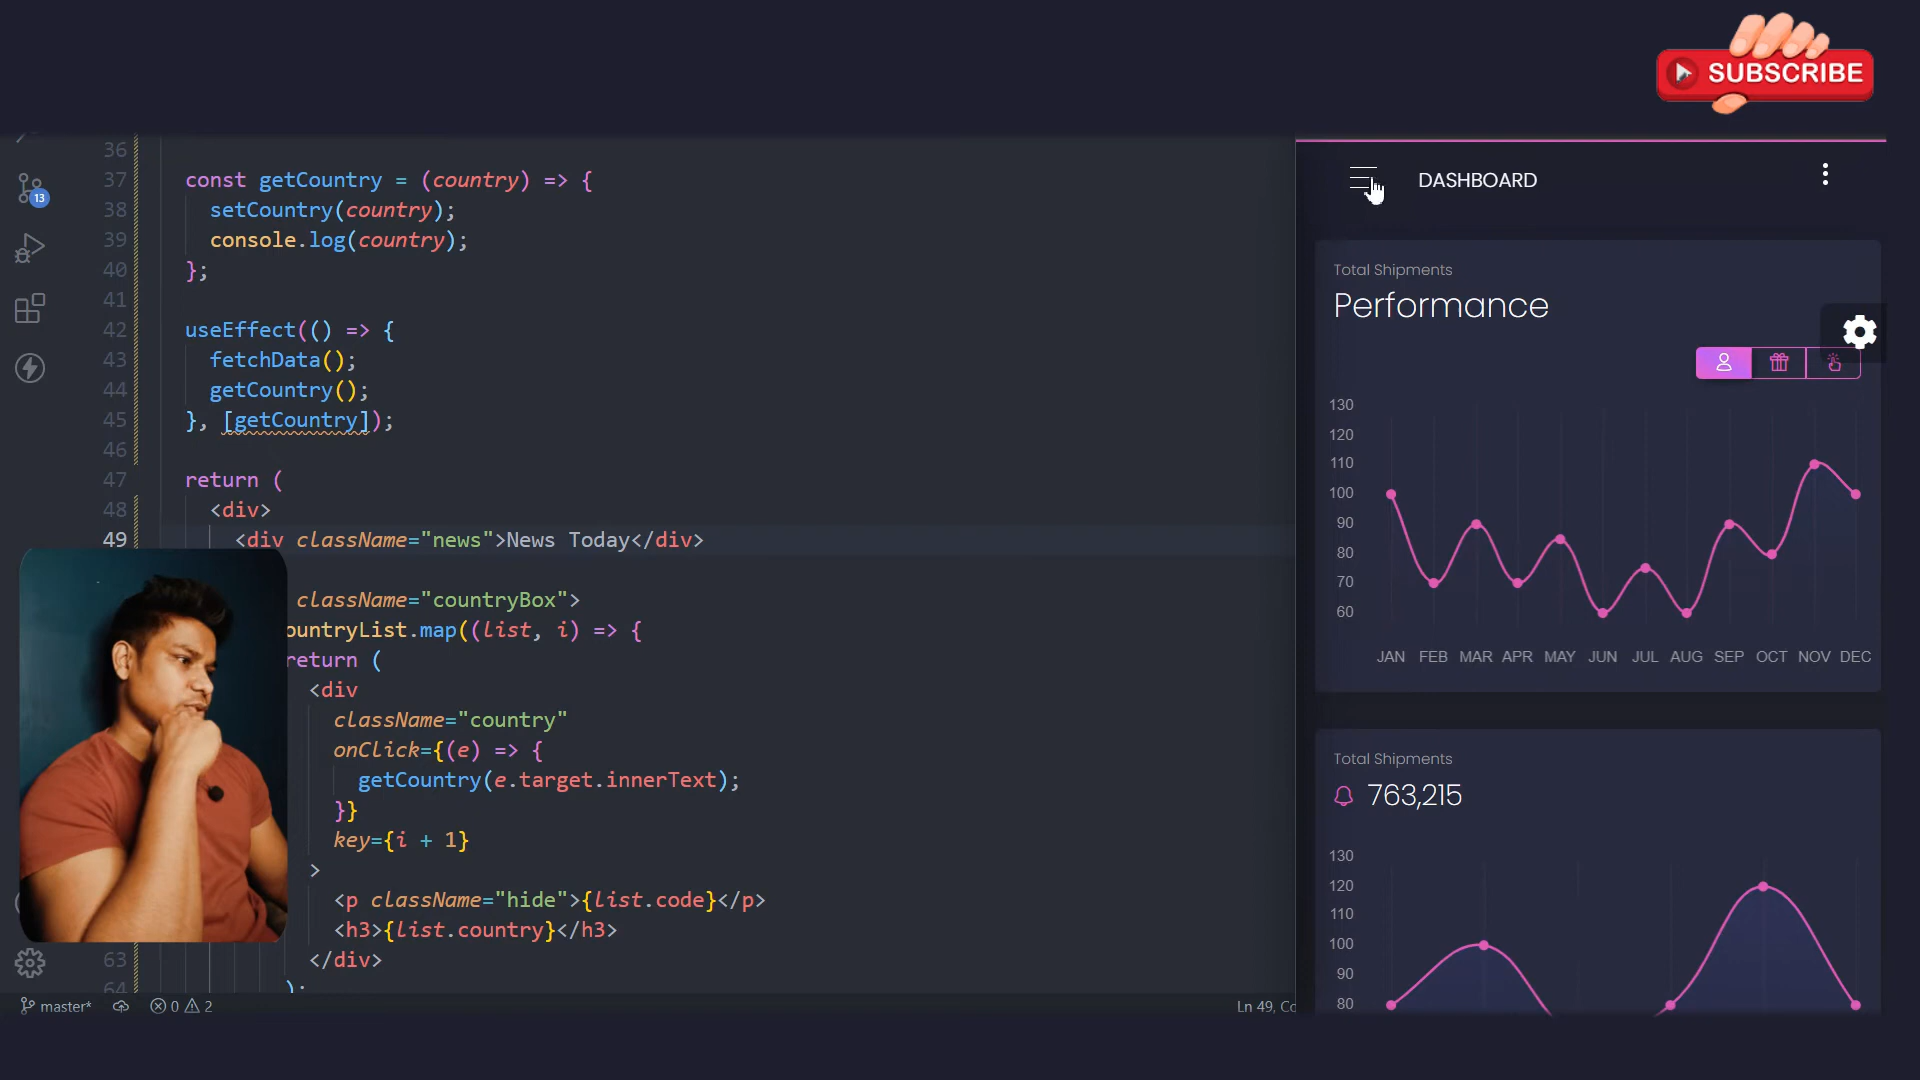 SUBSCRIBE
36
37 const getCountry = (country) => {
38 setCountry(country);
39 console.log(country);
40 };
41
42 useEffect(() => {
43 fetchData();
44 getCountry();
45 }, [getCountry]);
46
47 return (
48 <div>
49 <div className="news">News Today</div>
className="countryBox">
ountryList.map((list, i) => {
return (
<div
className="country"
onClick={(e) => {
getCountry(e.target.innerText);
}}
key={i + 1}
>
<p className="hide">{list.code}</p>
<h3>{list.country}</h3>
63 </div>
64 );
13
master* 0 2
Ln 49, Co
DASHBOARD
Total Shipments
Performance
130
120
110
100
90
80
70
60
JAN FEB MAR APR MAY JUN JUL AUG SEP OCT NOV DEC
Total Shipments
763,215
130
120
110
100
90
80